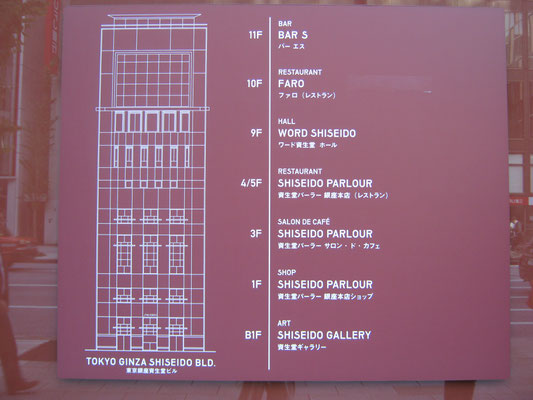 11F
BAR
BAR S
バー エス
10F
RESTAURANT
FARO
ファロ (レストラン)
9F
HALL
WORD SHISEIDO
ワード資生堂 ホール
4/5F
RESTAURANT
SHISEIDO PARLOUR
資生堂パーラー 銀座本店 (レストラン)
3F
SALON DE CAFÉ
SHISEIDO PARLOUR
資生堂パーラー サロン・ド・カフェ
1F
SHOP
SHISEIDO PARLOUR
資生堂パーラー 銀座本店ショップ
B1F
ART
SHISEIDO GALLERY
資生堂ギャラリー
TOKYO GINZA SHISEIDO BLD.
東京銀座資生堂ビル